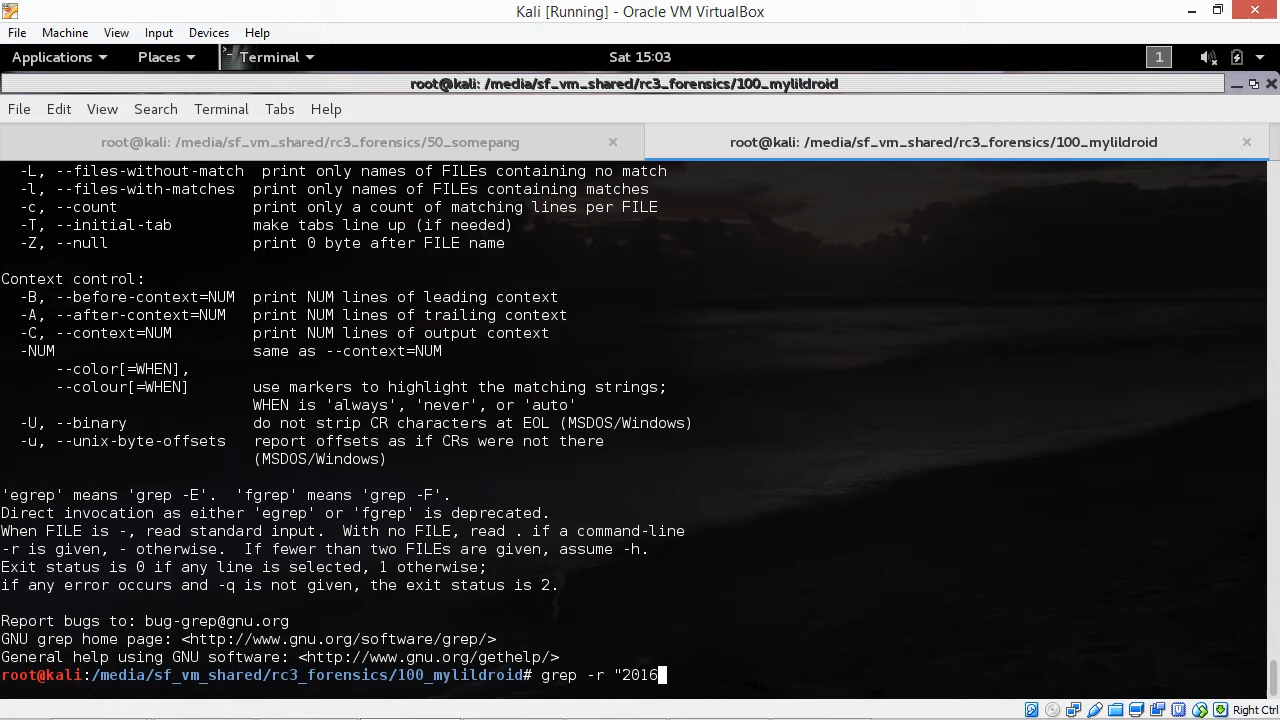 Kali [Running] - Oracle VM VirtualBox
File Machine View Input Devices Help
Applications Places Terminal Sat 15:03 1
root@kali: /media/sf_vm_shared/rc3_forensics/100_mylildroid
File Edit View Search Terminal Tabs Help
root@kali: /media/sf_vm_shared/rc3_forensics/50_somepang × root@kali: /media/sf_vm_shared/rc3_forensics/100_mylildroid ×
-L, --files-without-match  print only names of FILEs containing no match
-l, --files-with-matches  print only names of FILEs containing matches
-c, --count               print only a count of matching lines per FILE
-T, --initial-tab         make tabs line up (if needed)
-Z, --null                print 0 byte after FILE name
Context control:
-B, --before-context=NUM  print NUM lines of leading context
-A, --after-context=NUM   print NUM lines of trailing context
-C, --context=NUM         print NUM lines of output context
-NUM                      same as --context=NUM
--color[=WHEN],
--colour[=WHEN]       use markers to highlight the matching strings;
WHEN is 'always', 'never', or 'auto'
-U, --binary              do not strip CR characters at EOL (MSDOS/Windows)
-u, --unix-byte-offsets   report offsets as if CRs were not there
(MSDOS/Windows)
'egrep' means 'grep -E'.  'fgrep' means 'grep -F'.
Direct invocation as either 'egrep' or 'fgrep' is deprecated.
When FILE is -, read standard input.  With no FILE, read . if a command-line
-r is given, - otherwise.  If fewer than two FILEs are given, assume -h.
Exit status is 0 if any line is selected, 1 otherwise;
if any error occurs and -q is not given, the exit status is 2.
Report bugs to: bug-grep@gnu.org
GNU grep home page: <http://www.gnu.org/software/grep/>
General help using GNU software: <http://www.gnu.org/gethelp/>
root@kali:/media/sf_vm_shared/rc3_forensics/100_mylildroid# grep -r "2016
Right Ctrl